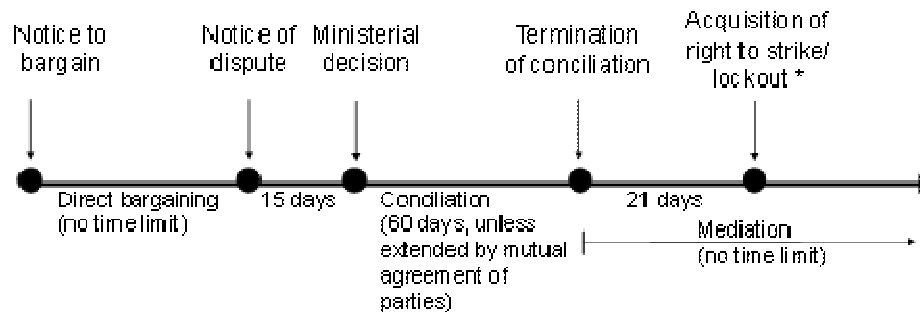 Notice to
bargain
Notice of
dispute
Ministerial
decision
Termination
of conciliation
Acquisition of
right to strike/
lockout *
Direct bargaining
(no time limit)
15 days
Conciliation
(60 days, unless
extended by mutual
agreement of
parties)
21 days
Mediation
(no time limit)